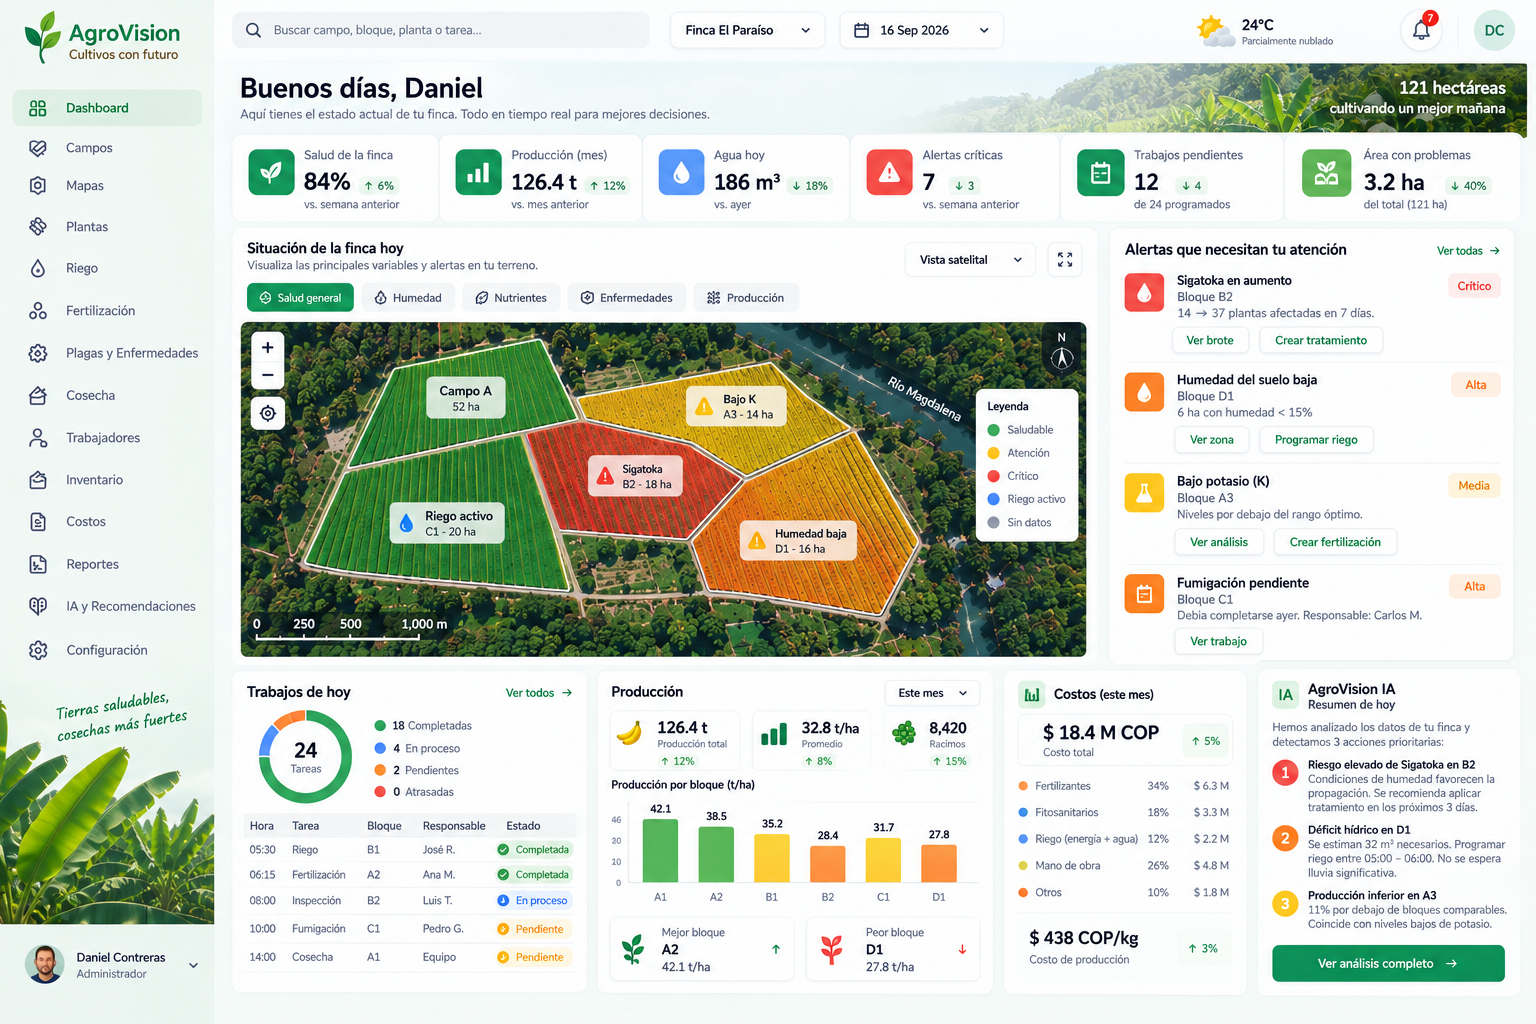 AgroVision
Cultivos con futuro
Buscar campo, bloque, planta o tarea...
Finca El Paraíso
16 Sep 2026
24°C
Parcialmente nublado
7
DC
Dashboard
Campos
Mapas
Plantas
Riego
Fertilización
Plagas y Enfermedades
Cosecha
Trabajadores
Inventario
Costos
Reportes
IA y Recomendaciones
Configuración
Tierras saludables,
cosechas más fuertes
Daniel Contreras
Administrador
Buenos días, Daniel
Aquí tienes el estado actual de tu finca. Todo en tiempo real para mejores decisiones.
121 hectáreas
cultivando un mejor mañana
Salud de la finca
84% ↑ 6%
vs. semana anterior
Producción (mes)
126.4 t ↑ 12%
vs. mes anterior
Agua hoy
186 m³ ↓ 18%
vs. ayer
Alertas críticas
7 ↓ 3
vs. semana anterior
Trabajos pendientes
12 ↓ 4
de 24 programados
Área con problemas
3.2 ha ↓ 40%
del total (121 ha)
Situación de la finca hoy
Visualiza las principales variables y alertas en tu terreno.
Vista satelital
Salud general
Humedad
Nutrientes
Enfermedades
Producción
+
−
Campo A
52 ha
Bajo K
A3 - 14 ha
Sigatoka
B2 - 18 ha
Riego activo
C1 - 20 ha
Humedad baja
D1 - 16 ha
Río Magdalena
N
Leyenda
Saludable
Atención
Crítico
Riego activo
Sin datos
0 250 500 1,000 m
Alertas que necesitan tu atención
Ver todas →
Sigatoka en aumento
Crítico
Bloque B2
14 → 37 plantas afectadas en 7 días.
Ver brote
Crear tratamiento
Humedad del suelo baja
Alta
Bloque D1
6 ha con humedad < 15%
Ver zona
Programar riego
Bajo potasio (K)
Media
Bloque A3
Niveles por debajo del rango óptimo.
Ver análisis
Crear fertilización
Fumigación pendiente
Alta
Bloque C1
Debia completarse ayer. Responsable: Carlos M.
Ver trabajo
Trabajos de hoy
Ver todos →
24
Tareas
18 Completadas
4 En proceso
2 Pendientes
0 Atrasadas
Hora Tarea Bloque Responsable Estado
05:30 Riego B1 José R. Completada
06:15 Fertilización A2 Ana M. Completada
08:00 Inspección B2 Luis T. En proceso
10:00 Fumigación C1 Pedro G. Pendiente
14:00 Cosecha A1 Equipo Pendiente
Producción
Este mes
126.4 t
Producción total
↑ 12%
32.8 t/ha
Promedio
↑ 8%
8,420
Racimos
↑ 15%
Producción por bloque (t/ha)
46
30
10
0
42.1
38.5
35.2
28.4
31.7
27.8
A1 A2 B1 B2 C1 D1
Mejor bloque
A2 ↑
42.1 t/ha
Peor bloque
D1 ↓
27.8 t/ha
Costos (este mes)
$ 18.4 M COP
Costo total
↑ 5%
Fertilizantes 34% $ 6.3 M
Fitosanitarios 18% $ 3.3 M
Riego (energía + agua) 12% $ 2.2 M
Mano de obra 26% $ 4.8 M
Otros 10% $ 1.8 M
$ 438 COP/kg
Costo de producción
↑ 3%
IA
AgroVision IA
Resumen de hoy
Hemos analizado los datos de tu finca y
detectamos 3 acciones prioritarias:
1
Riesgo elevado de Sigatoka en B2
Condiciones de humedad favorecen la
propagación. Se recomienda aplicar
tratamiento en los próximos 3 días.
2
Déficit hídrico en D1
Se estiman 32 m³ necesarios. Programar
riego entre 05:00 – 06:00. No se espera
lluvia significativa.
3
Producción inferior en A3
11% por debajo de bloques comparables.
Coincide con niveles bajos de potasio.
Ver análisis completo →